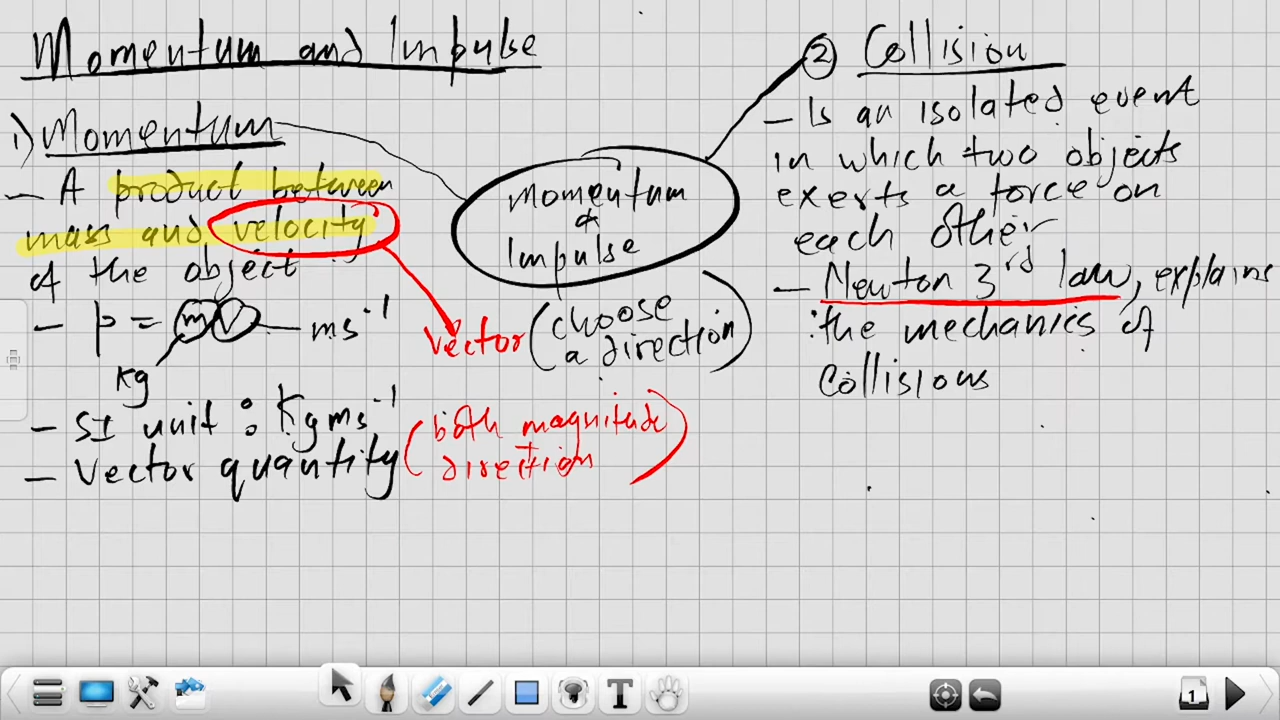 Momentum and Impulse
1) Momentum
- A product between
mass and velocity
of the object
- p = m v — ms⁻¹
Kg
- SI unit : Kgms⁻¹
- Vector quantity (both magnitude
+
direction)
vector (choose
a direction)
momentum
&
Impulse
② Collision
- Is an isolated event
in which two objects
exerts a force on
each other
- Newton 3rd law, explains
the mechanics of
collisions
T
1